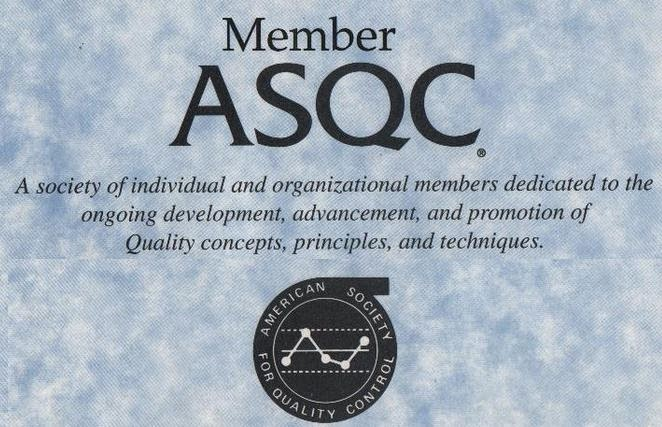 Member
ASQC®
A society of individual and organizational members dedicated to the
ongoing development, advancement, and promotion of
Quality concepts, principles, and techniques.
AMERICAN SOCIETY
FOR QUALITY CONTROL